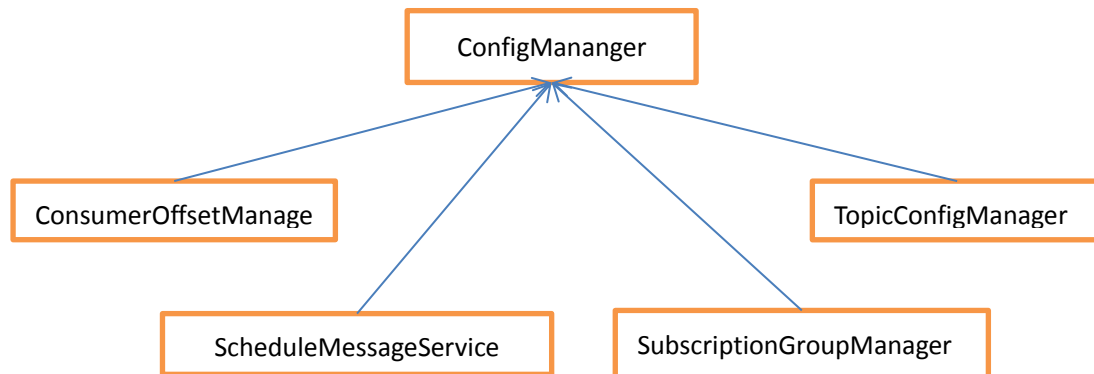 ConfigMananger
ConsumerOffsetManage
TopicConfigManager
ScheduleMessageService
SubscriptionGroupManager